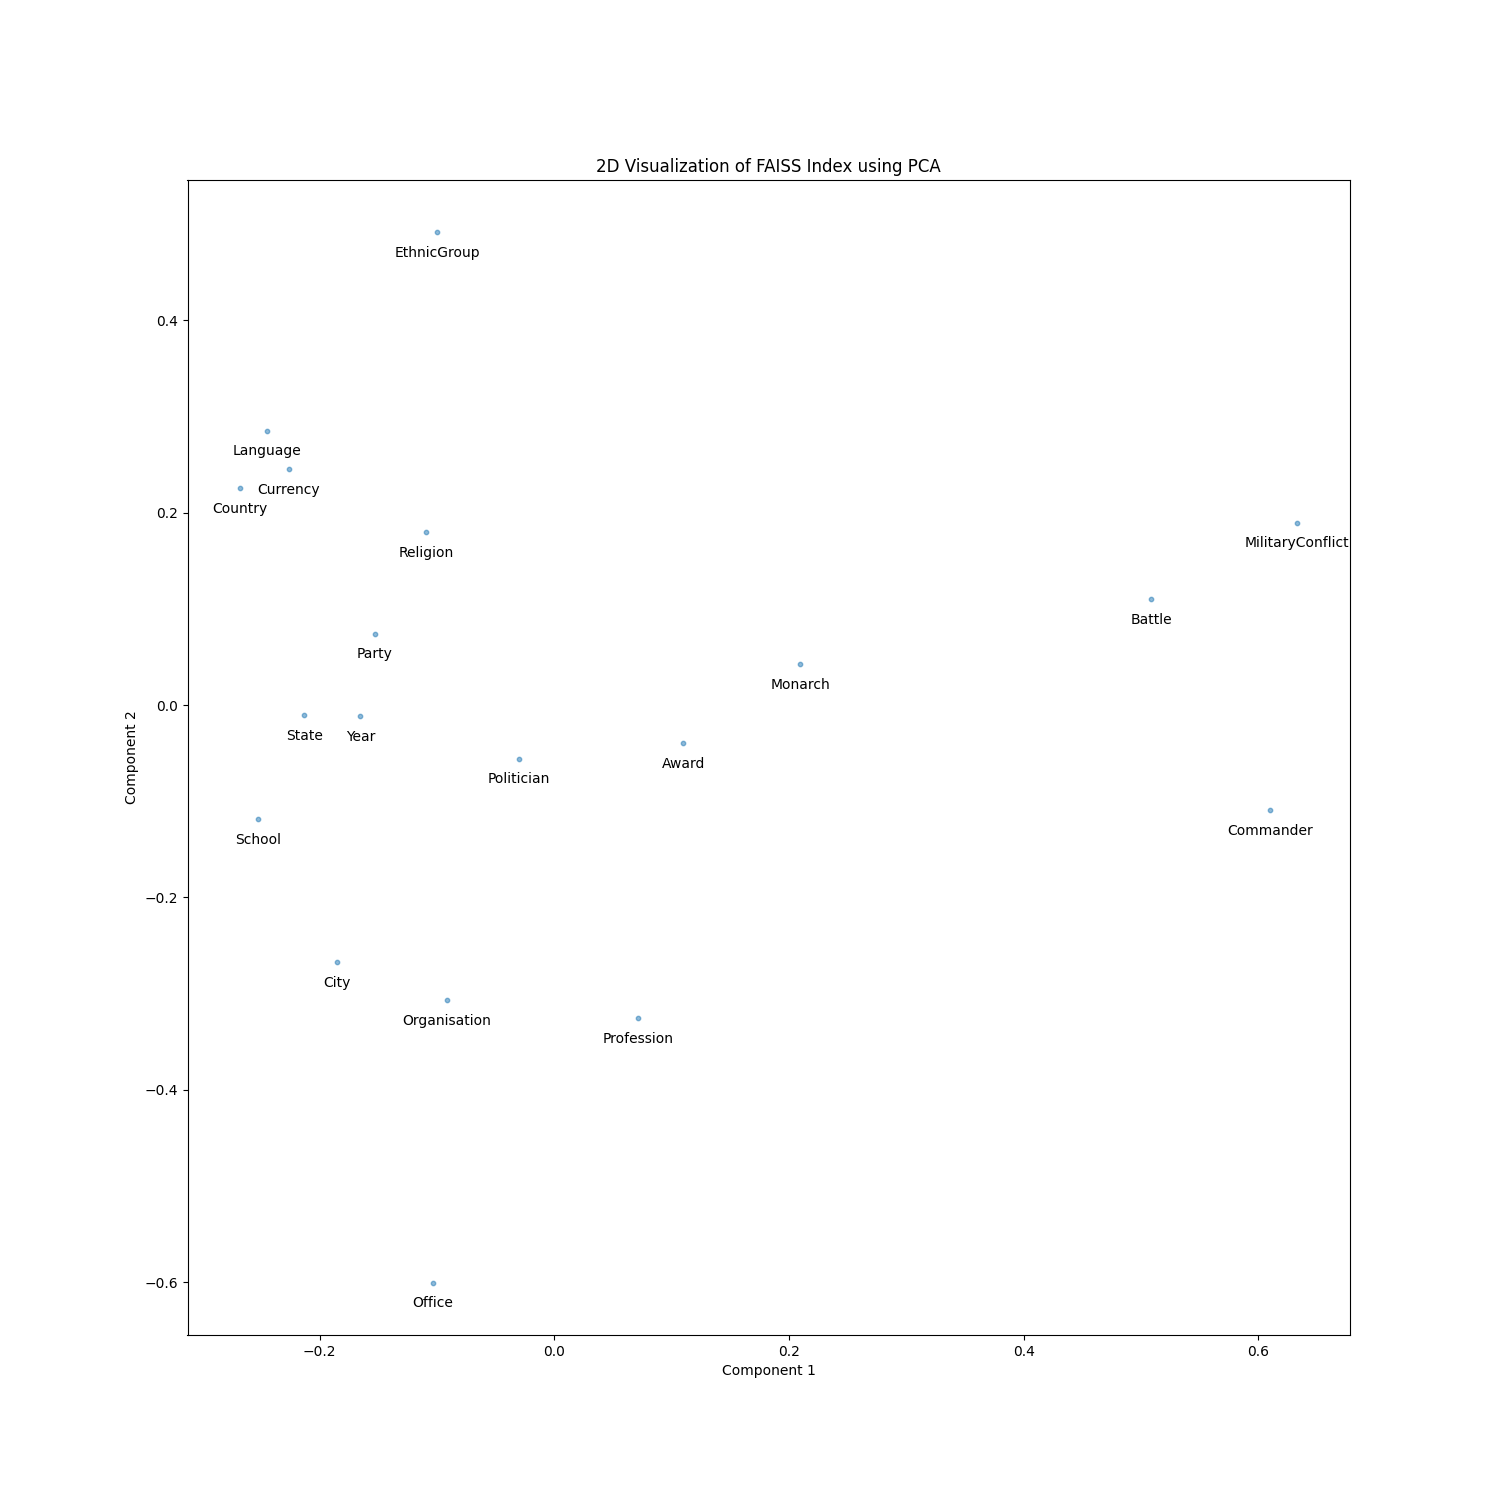 2D Visualization of FAISS Index using PCA
EthnicGroup
0.4
Language
Currency
Country
0.2
Religion
MilitaryConflict
Battle
Party
Monarch
0.0
State
Year
Award
Politician
Component 2
Commander
School
−0.2
City
Organisation
Profession
−0.4
−0.6
Office
−0.2
0.0
0.2
0.4
0.6
Component 1